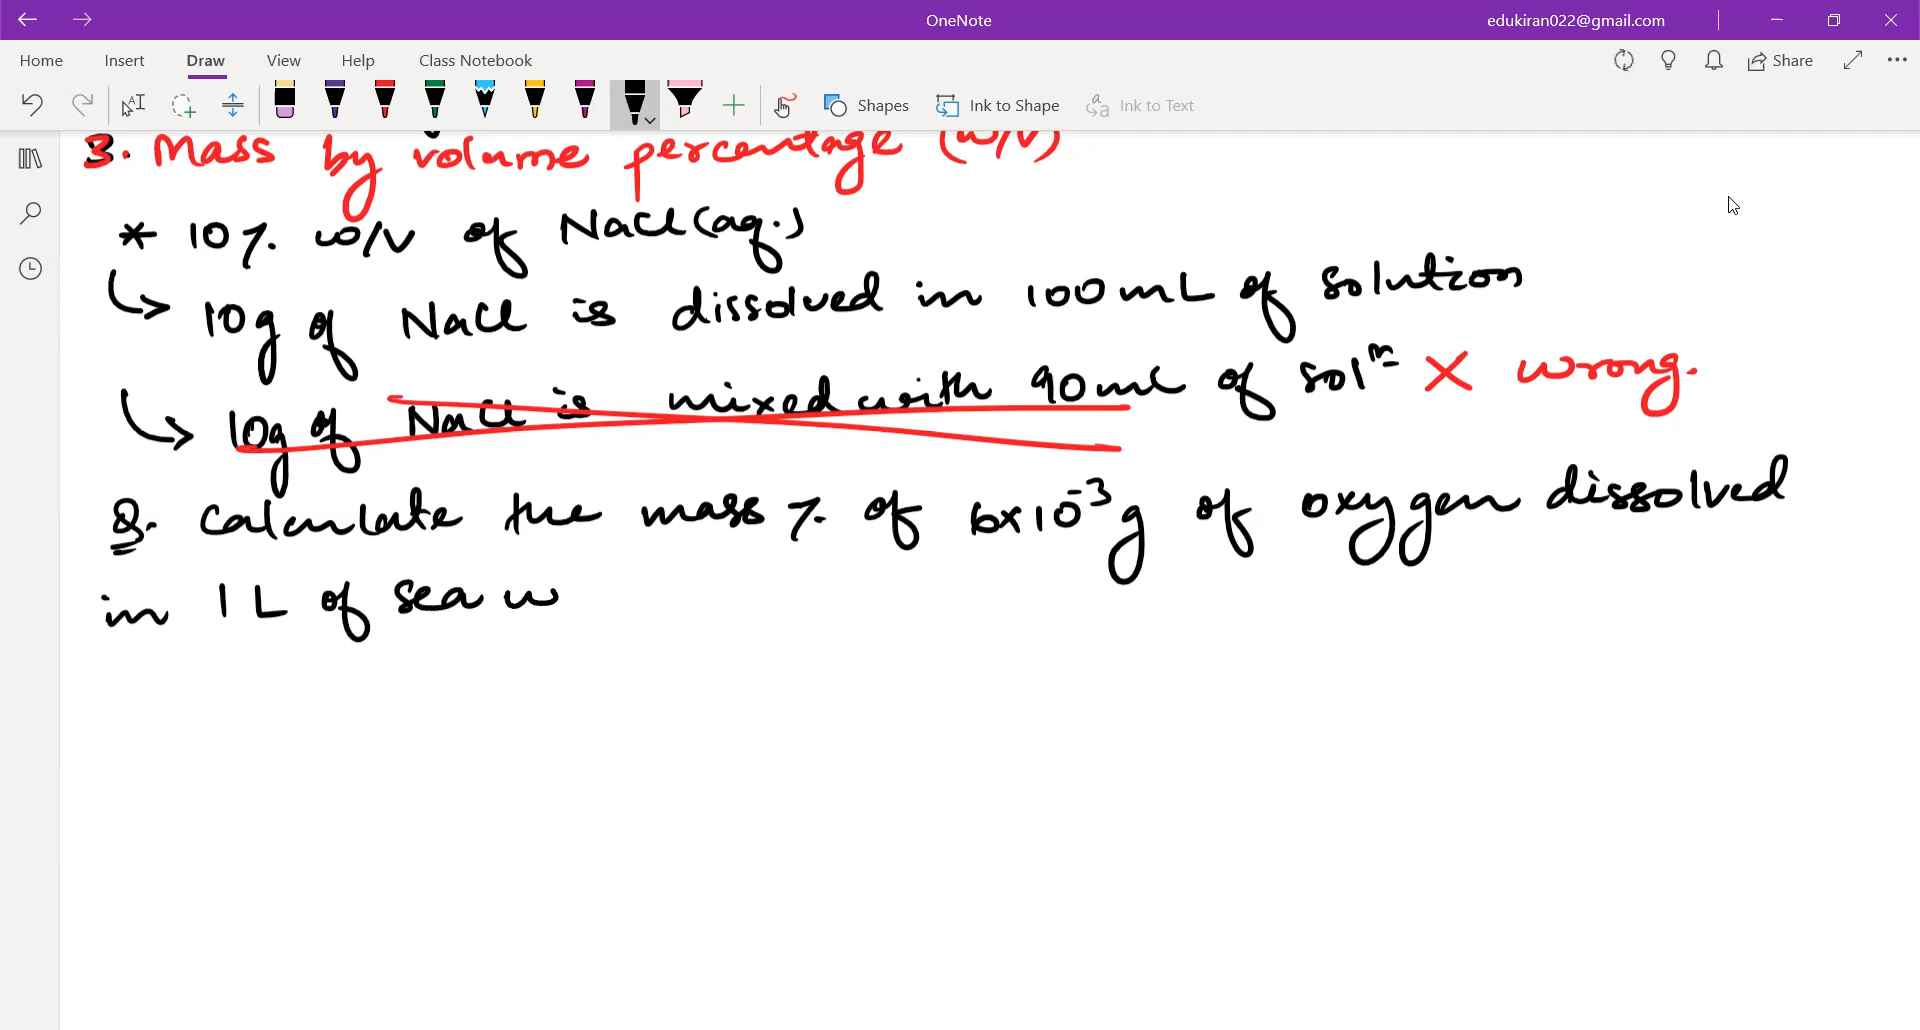 OneNote
edukiran022@gmail.com
Home Insert Draw View Help Class Notebook
Share
Shapes Ink to Shape Ink to Text
3. Mass by volume percentage (w/v)
* 10 % w/v of NaCl(aq.)
10g of NaCl is dissolved in 100mL of solution
10g of NaCl is mixed with 90mL of solⁿ X wrong.
Q. Calculate the mass % of 6x10⁻³g of oxygen dissolved
in 1 L of sea w